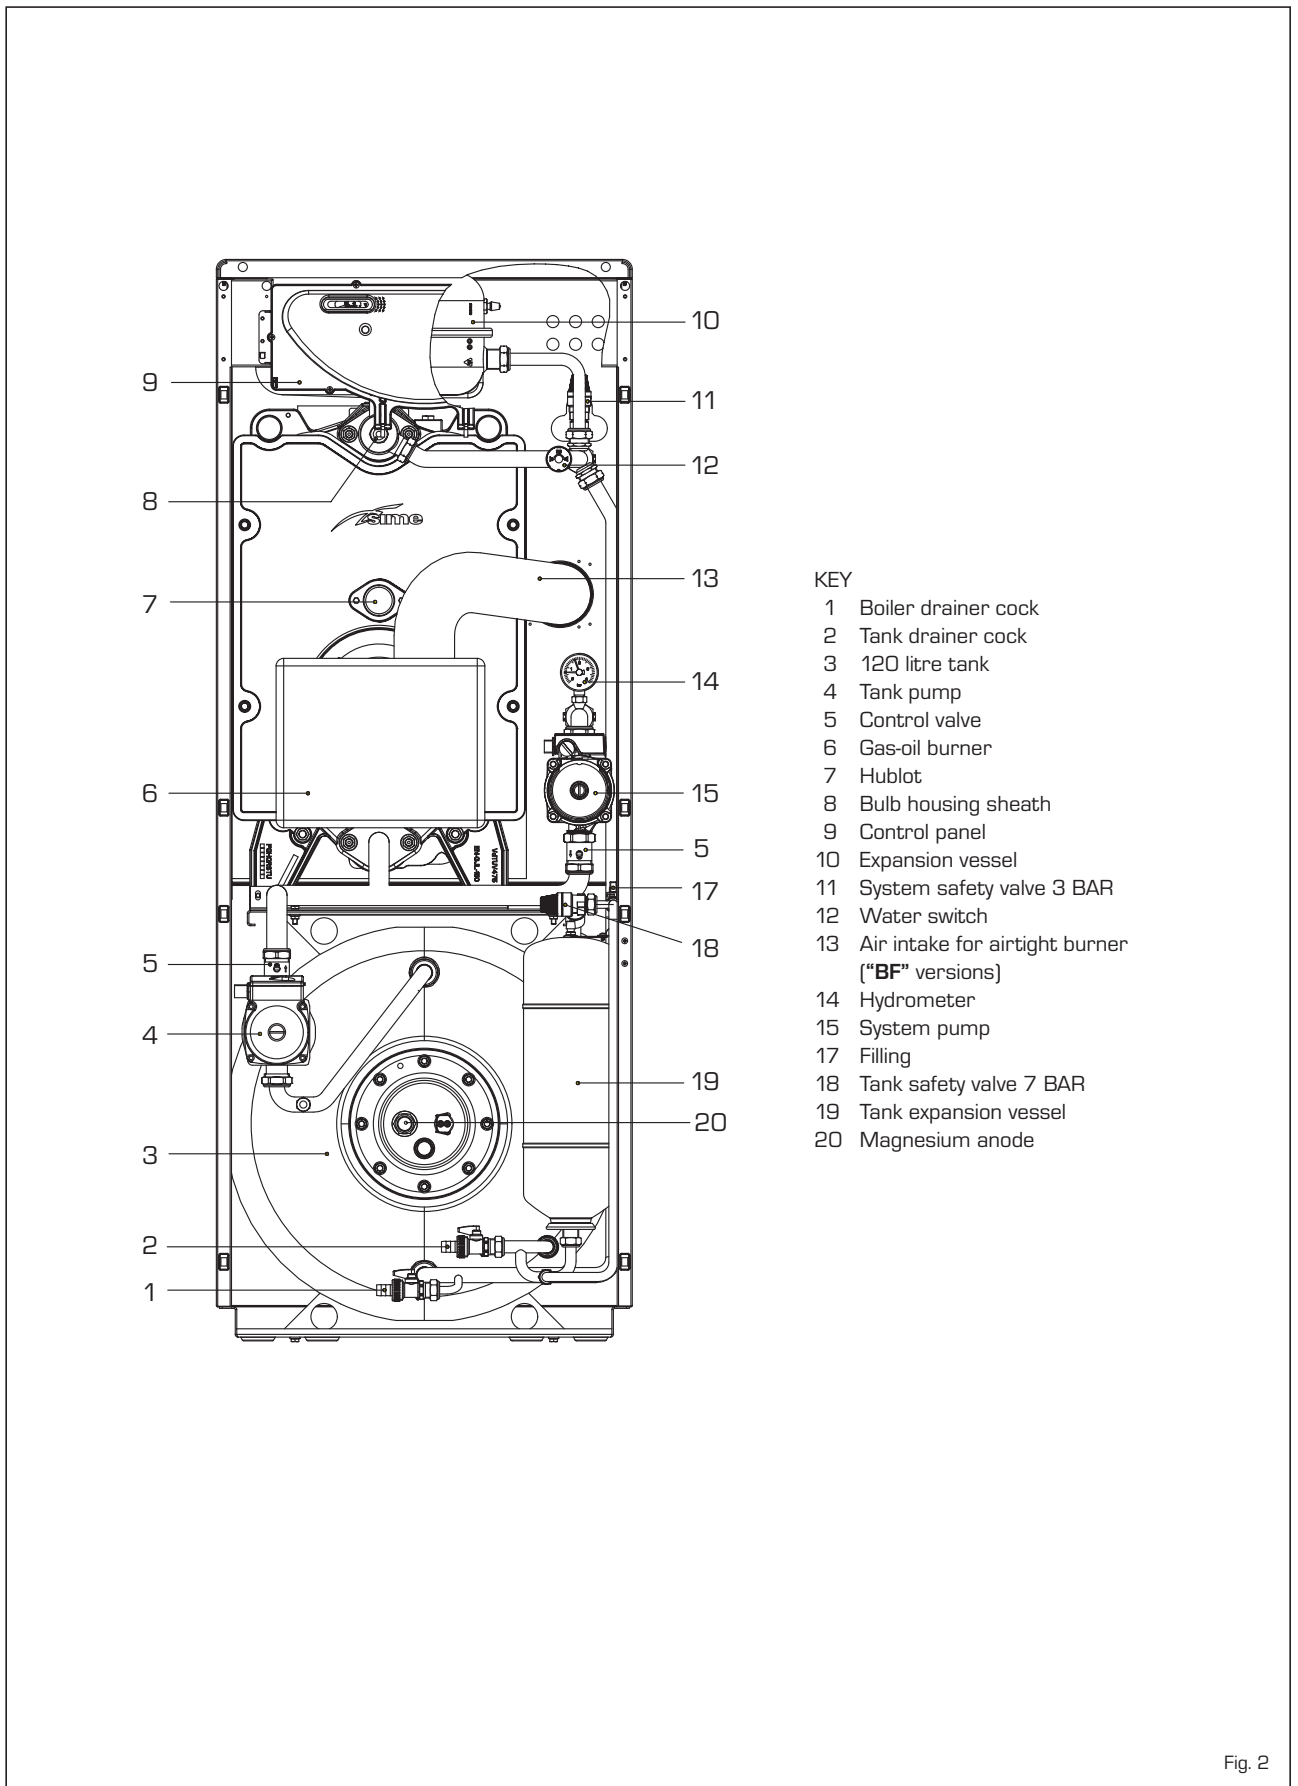 10
9
11
12
8
sime
13
7
14
6
15
5
17
18
5
4
19
20
3
2
1
KEY
1 Boiler drainer cock
2 Tank drainer cock
3 120 litre tank
4 Tank pump
5 Control valve
6 Gas-oil burner
7 Hublot
8 Bulb housing sheath
9 Control panel
10 Expansion vessel
11 System safety valve 3 BAR
12 Water switch
13 Air intake for airtight burner
("BF" versions)
14 Hydrometer
15 System pump
17 Filling
18 Tank safety valve 7 BAR
19 Tank expansion vessel
20 Magnesium anode
Fig. 2